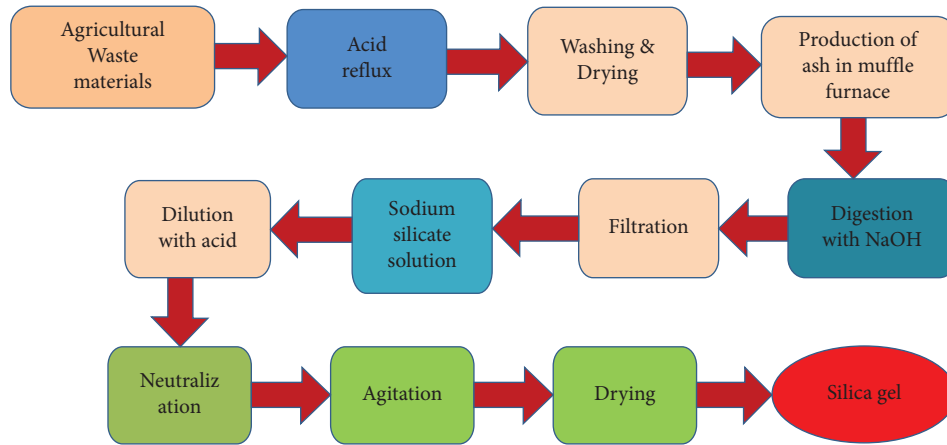 Agricultural
Waste
materials
Acid
reflux
Washing &
Drying
Production of
ash in muffle
furnace
Digestion
with NaOH
Filtration
Sodium
silicate
solution
Dilution
with acid
Neutraliz
ation
Agitation
Drying
Silica gel